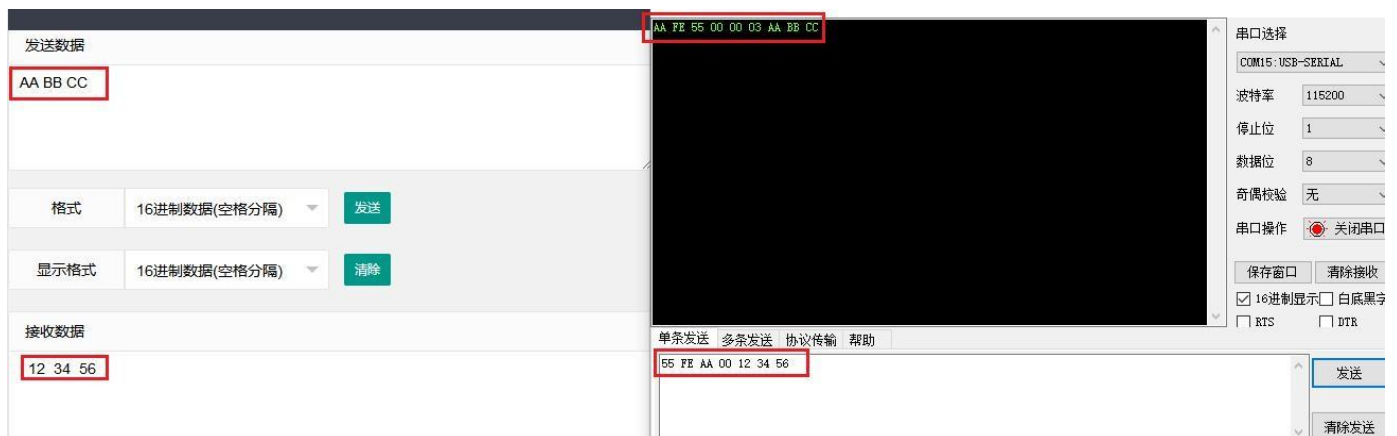 发送数据
AA BB CC
格式
16进制数据(空格分隔)
发送
显示格式
16进制数据(空格分隔)
清除
接收数据
12 34 56
AA FE 55 00 00 03 AA BB CC
串口选择
COM15:USB-SERIAL
波特率
115200
停止位
1
数据位
8
奇偶校验
无
串口操作
关闭串口
保存窗口
清除接收
16进制显示
白底黑字
RTS
DTR
单条发送
多条发送
协议传输
帮助
55 FE AA 00 12 34 56
发送
清除发送